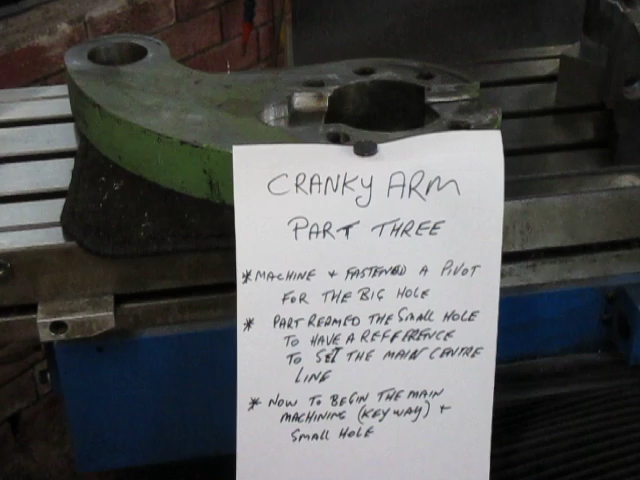 CRANKY ARM
PART THREE
* MACHINE + FASTENED A PIVOT
FOR THE BIG HOLE
* PART REAMED THE SMALL HOLE
TO HAVE A REFFERENCE
TO SET THE MAIN CENTRE
LINE
* NOW TO BEGIN THE MAIN
MACHINING (KEYWAY) +
SMALL HOLE